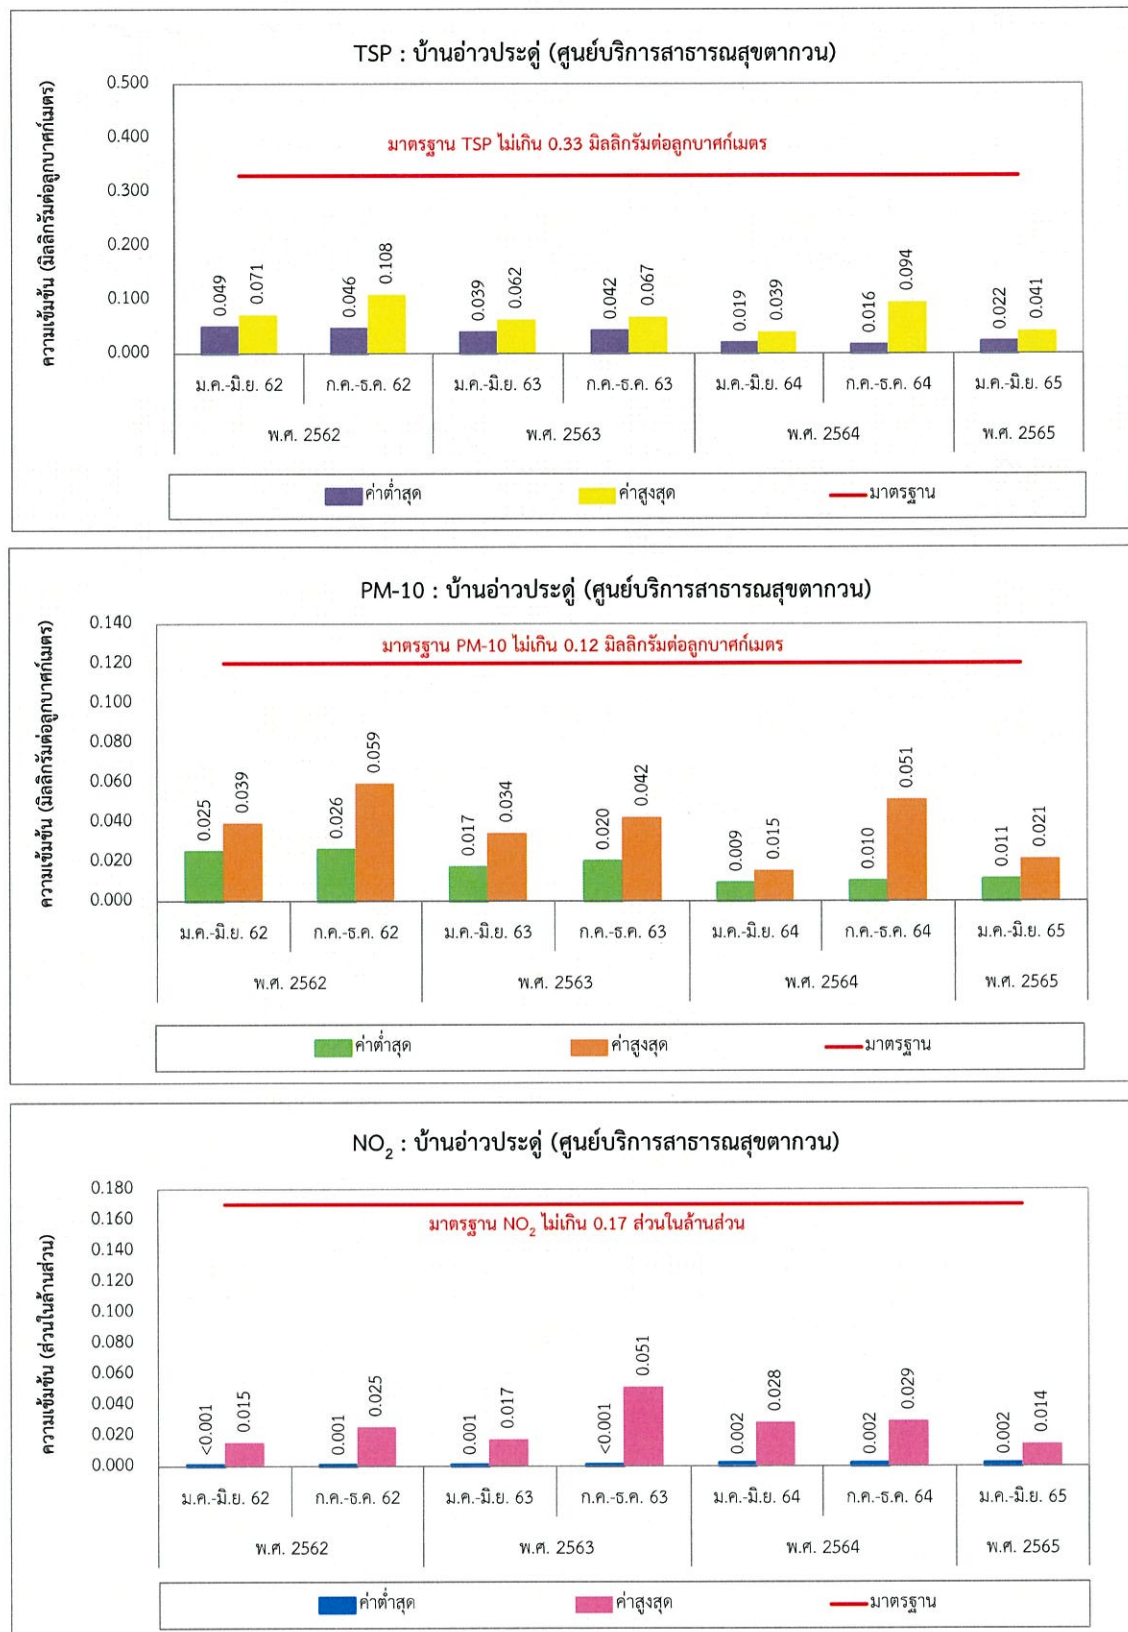 TSP : บ้านอ่าวประดู่ (ศูนย์บริการสาธารณสุขตากวน)
ความเข้มข้น (มิลลิกรัมต่อลูกบาศก์เมตร)
0.500
0.400
0.300
0.200
0.100
0.000
มาตรฐาน TSP ไม่เกิน 0.33 มิลลิกรัมต่อลูกบาศก์เมตร
0.049 0.071 0.046 0.108 0.039 0.062 0.042 0.067 0.019 0.039 0.016 0.094 0.022 0.041
ม.ค.-มิ.ย. 62 ก.ค.-ธ.ค. 62 ม.ค.-มิ.ย. 63 ก.ค.-ธ.ค. 63 ม.ค.-มิ.ย. 64 ก.ค.-ธ.ค. 64 ม.ค.-มิ.ย. 65
พ.ศ. 2562 พ.ศ. 2563 พ.ศ. 2564 พ.ศ. 2565
ค่าต่ำสุด ค่าสูงสุด มาตรฐาน
PM-10 : บ้านอ่าวประดู่ (ศูนย์บริการสาธารณสุขตากวน)
ความเข้มข้น (มิลลิกรัมต่อลูกบาศก์เมตร)
0.140
0.120
0.100
0.080
0.060
0.040
0.020
0.000
มาตรฐาน PM-10 ไม่เกิน 0.12 มิลลิกรัมต่อลูกบาศก์เมตร
0.025 0.039 0.026 0.059 0.017 0.034 0.020 0.042 0.009 0.015 0.010 0.051 0.011 0.021
ม.ค.-มิ.ย. 62 ก.ค.-ธ.ค. 62 ม.ค.-มิ.ย. 63 ก.ค.-ธ.ค. 63 ม.ค.-มิ.ย. 64 ก.ค.-ธ.ค. 64 ม.ค.-มิ.ย. 65
พ.ศ. 2562 พ.ศ. 2563 พ.ศ. 2564 พ.ศ. 2565
ค่าต่ำสุด ค่าสูงสุด มาตรฐาน
NO₂ : บ้านอ่าวประดู่ (ศูนย์บริการสาธารณสุขตากวน)
ความเข้มข้น (ส่วนในล้านส่วน)
0.180
0.160
0.140
0.120
0.100
0.080
0.060
0.040
0.020
0.000
มาตรฐาน NO₂ ไม่เกิน 0.17 ส่วนในล้านส่วน
<0.001 0.015 0.001 0.025 0.001 0.017 <0.001 0.051 0.002 0.028 0.002 0.029 0.002 0.014
ม.ค.-มิ.ย. 62 ก.ค.-ธ.ค. 62 ม.ค.-มิ.ย. 63 ก.ค.-ธ.ค. 63 ม.ค.-มิ.ย. 64 ก.ค.-ธ.ค. 64 ม.ค.-มิ.ย. 65
พ.ศ. 2562 พ.ศ. 2563 พ.ศ. 2564 พ.ศ. 2565
ค่าต่ำสุด ค่าสูงสุด มาตรฐาน